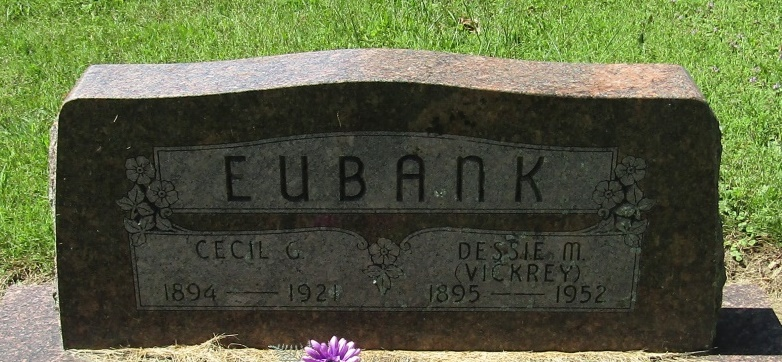 EUBANK
CECIL G.
1894 — 1921
DESSIE M.
(VICKREY)
1895 — 1952